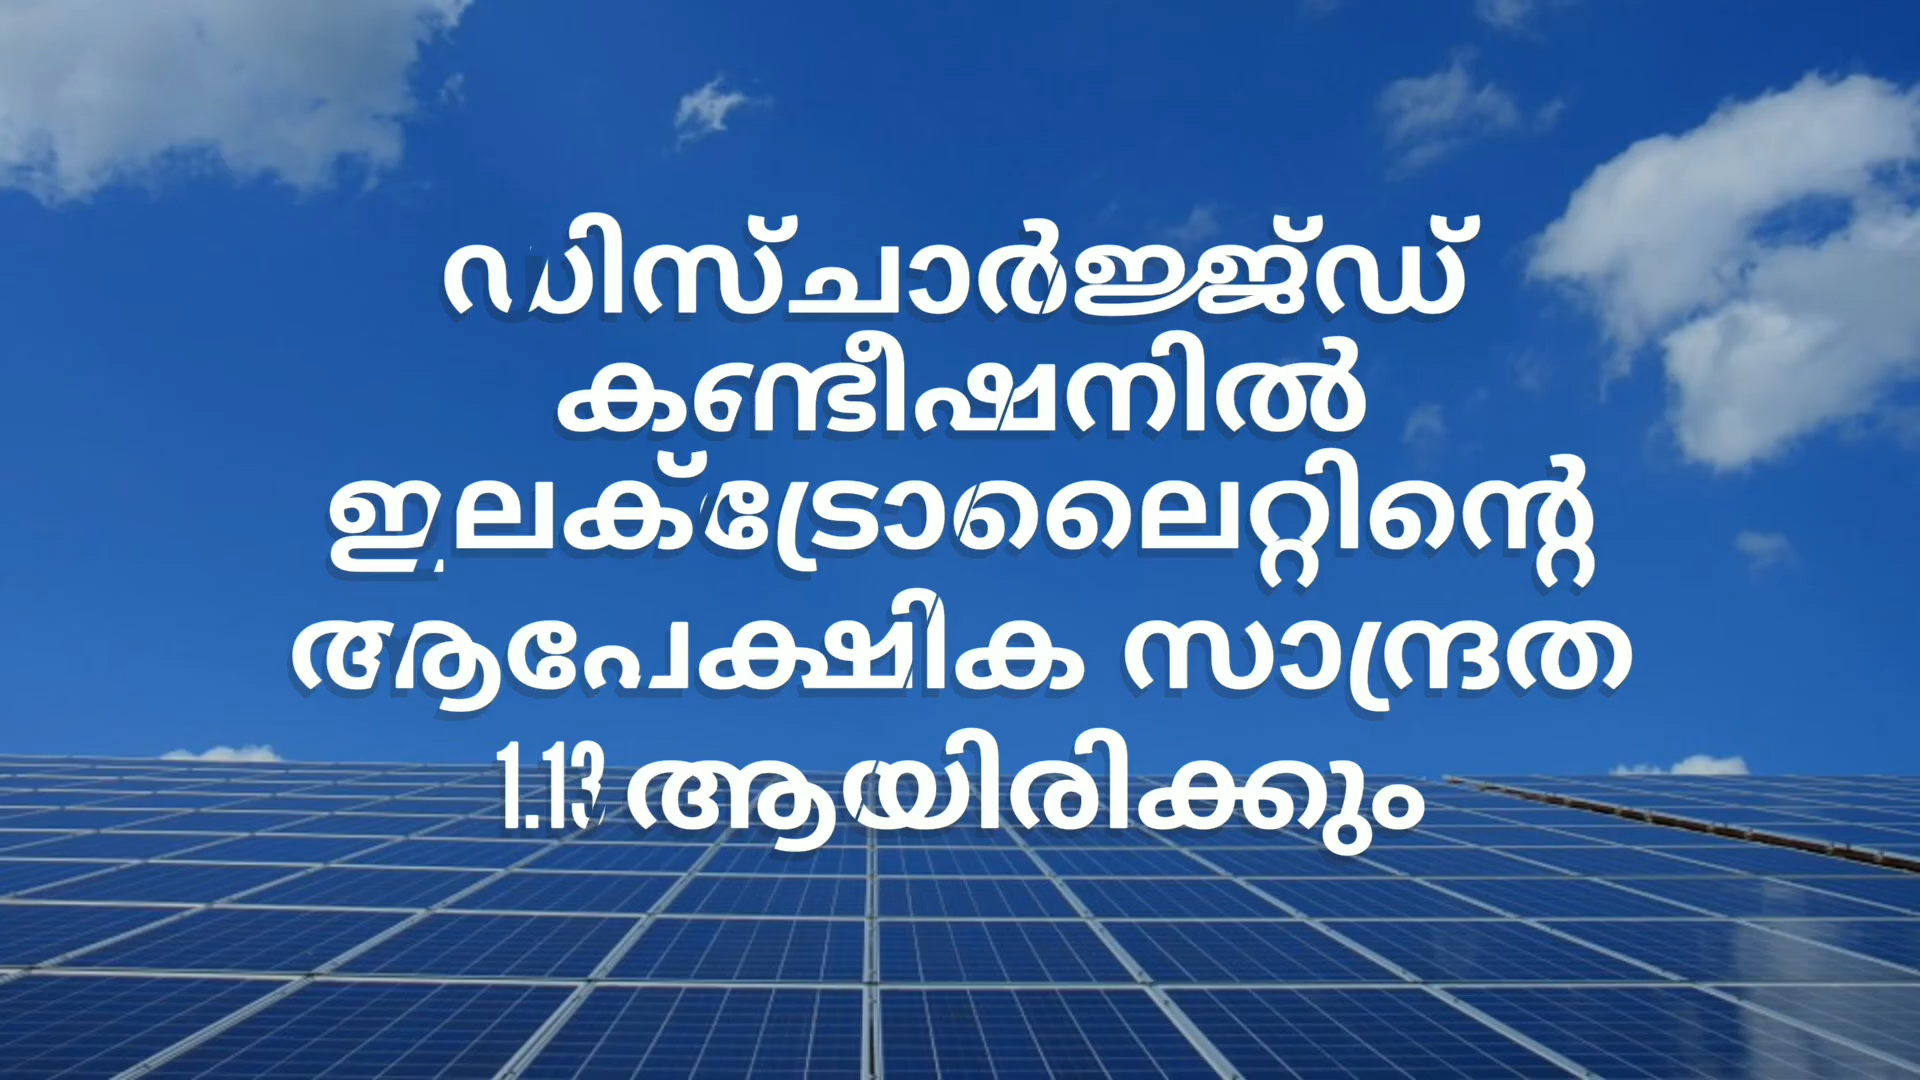 ഡിസ്ചാർജ്ജ്ഡ്
കണ്ടീഷനിൽ
ഇലക്ട്രോലൈറ്റിന്റെ
ആപേക്ഷിക സാന്ദ്രത
1.13 ആയിരിക്കും